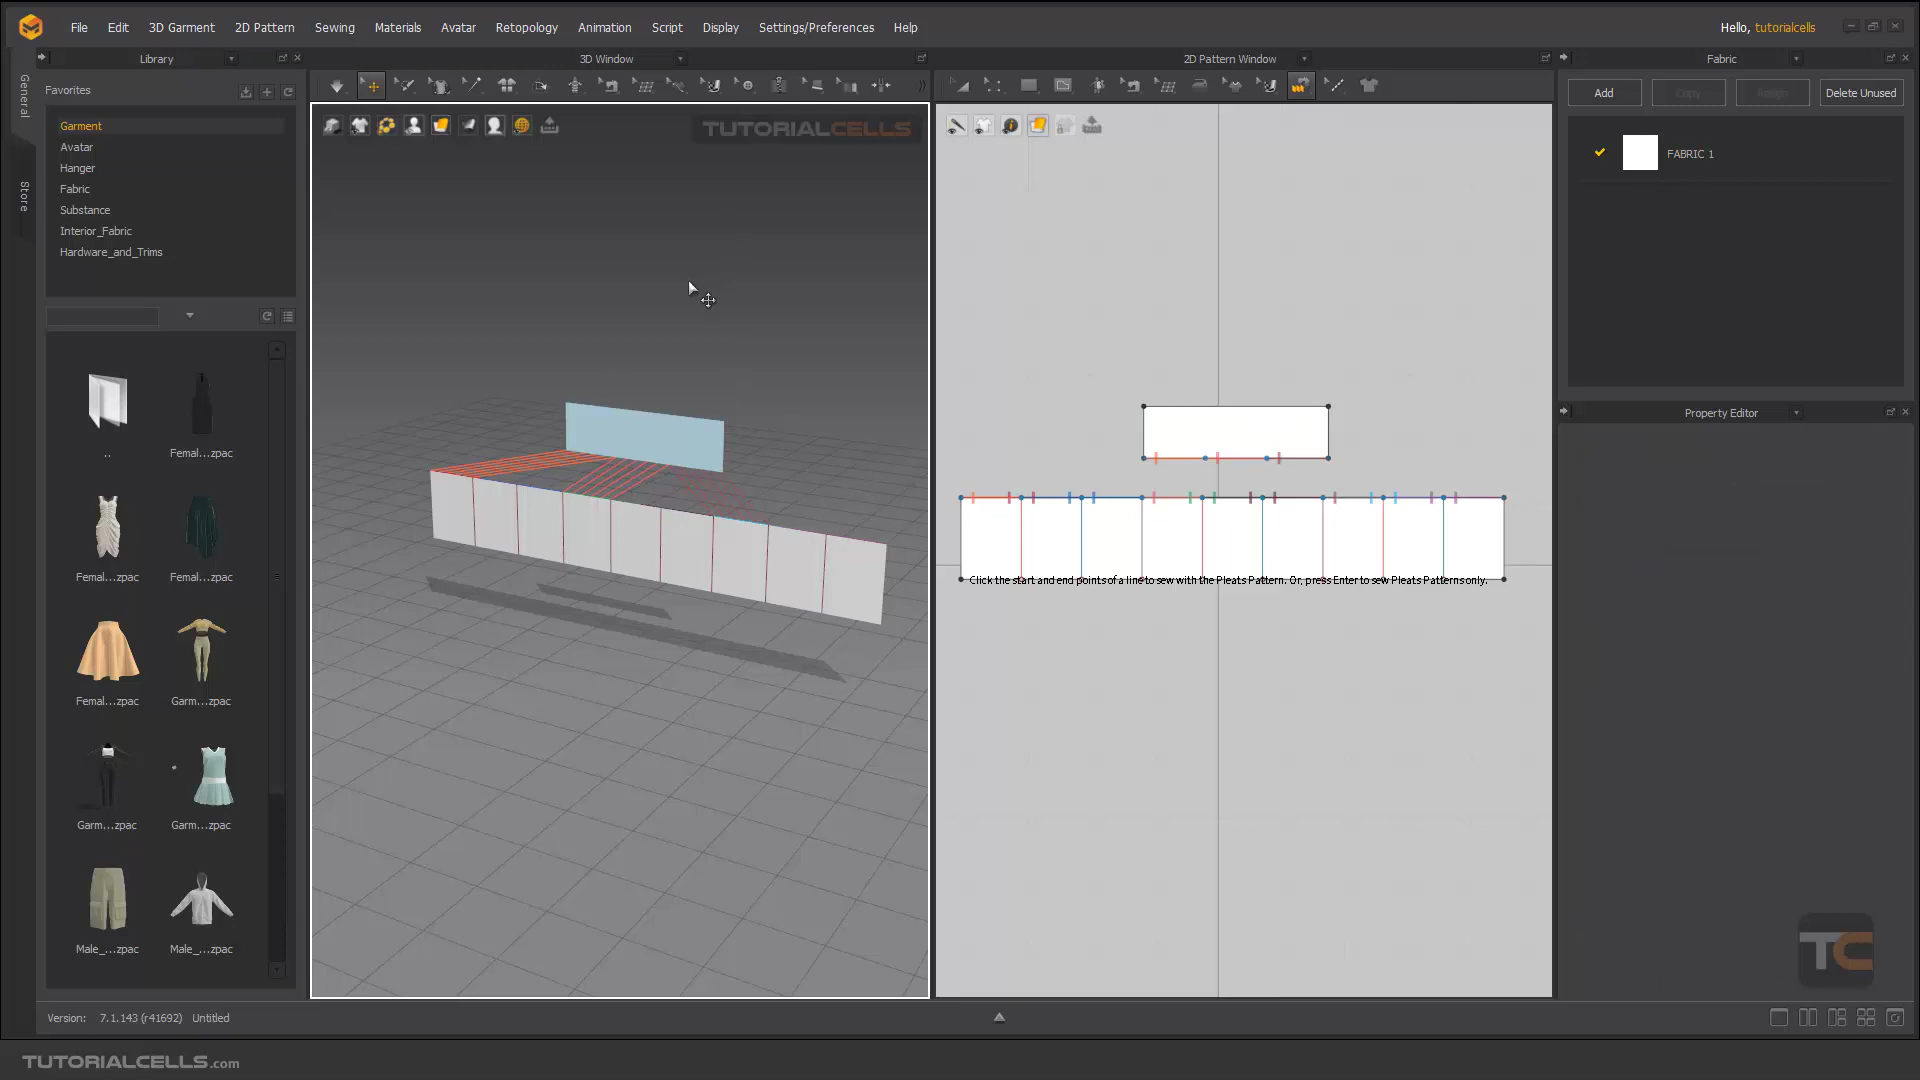 File Edit 3D Garment 2D Pattern Sewing Materials Avatar Retopology Animation Script Display Settings/Preferences Help
Hello, tutorialcells
Library
3D Window
2D Pattern Window
Fabric
General
Store
Favorites
Garment
Avatar
Hanger
Fabric
Substance
Interior_Fabric
Hardware_and_Trims
..
Femal...zpac
Femal...zpac
Femal...zpac
Femal...zpac
Garm...zpac
Garm...zpac
Garm...zpac
Male_...zpac
Male_...zpac
TUTORIALCELLS
Click the start and end points of a line to sew with the Pleats Pattern. Or, press Enter to sew Pleats Patterns only.
Add Copy Assign Delete Unused
FABRIC 1
Property Editor
TC
Version: 7.1.143 (r41692) Untitled
TUTORIALCELLS.com